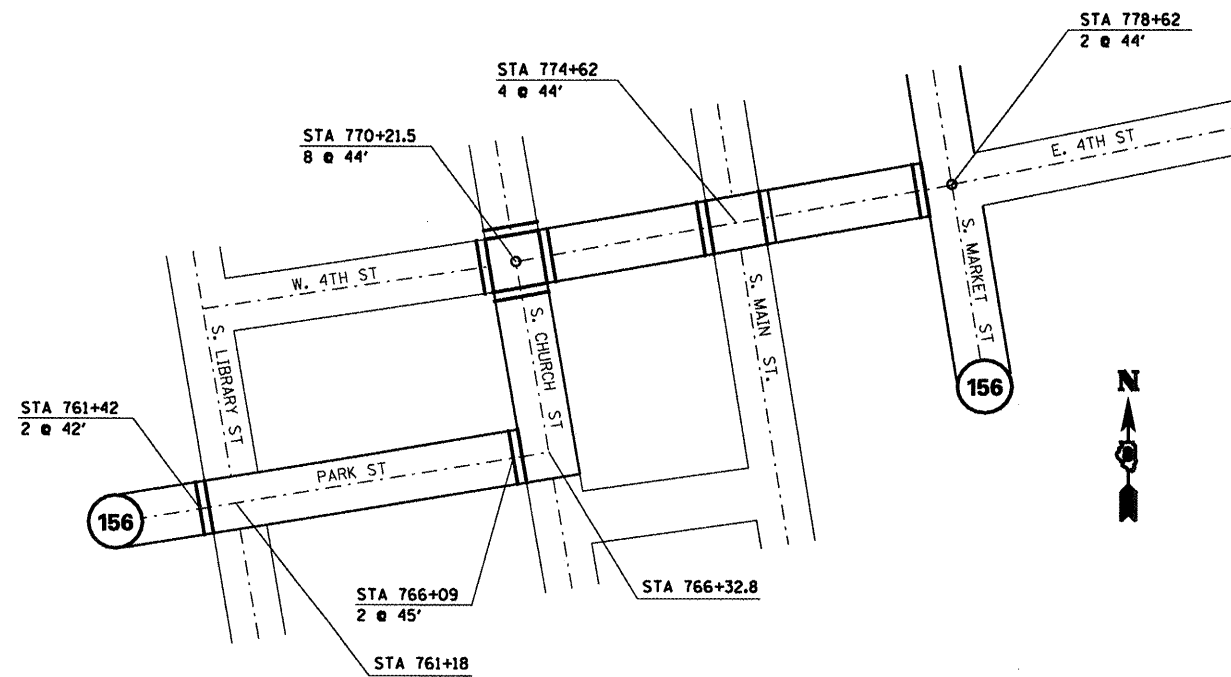 STA 778+62
2 @ 44'
STA 774+62
4 @ 44'
STA 770+21.5
8 @ 44'
E. 4TH ST
W. 4TH ST
S. MARKET ST
S. MAIN ST.
S. CHURCH ST
S. LIBRARY ST
156
N
STA 761+42
2 @ 42'
PARK ST
156
STA 766+09
2 @ 45'
STA 766+32.8
STA 761+18